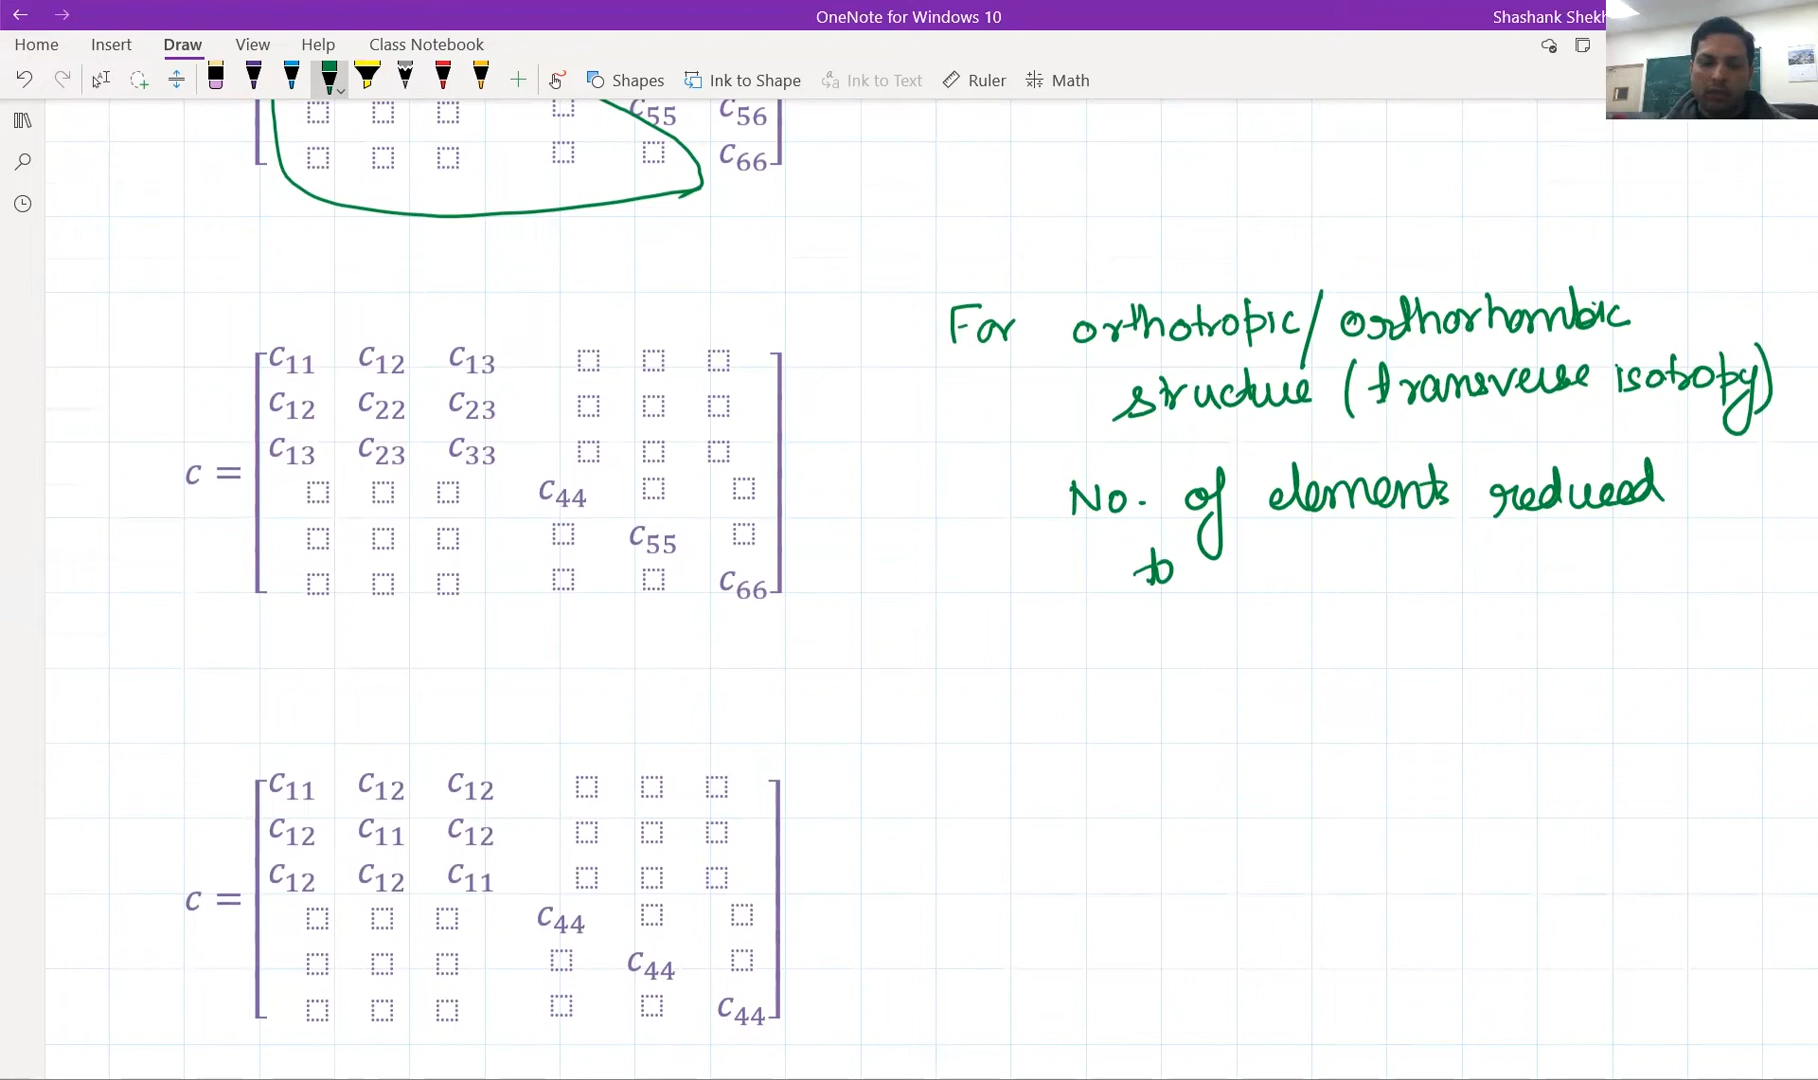 OneNote for Windows 10
Shashank Shekh
Home Insert Draw View Help Class Notebook
Shapes Ink to Shape Ink to Text Ruler Math
c55 c56
c66
For orthotropic/orthorhombic
structure (transverse isotropy)
No. of elements reduced
to
c11 c12 c13
c12 c22 c23
c13 c23 c33
c =
c44
c55
c66
c11 c12 c12
c12 c11 c12
c12 c12 c11
c =
c44
c44
c44